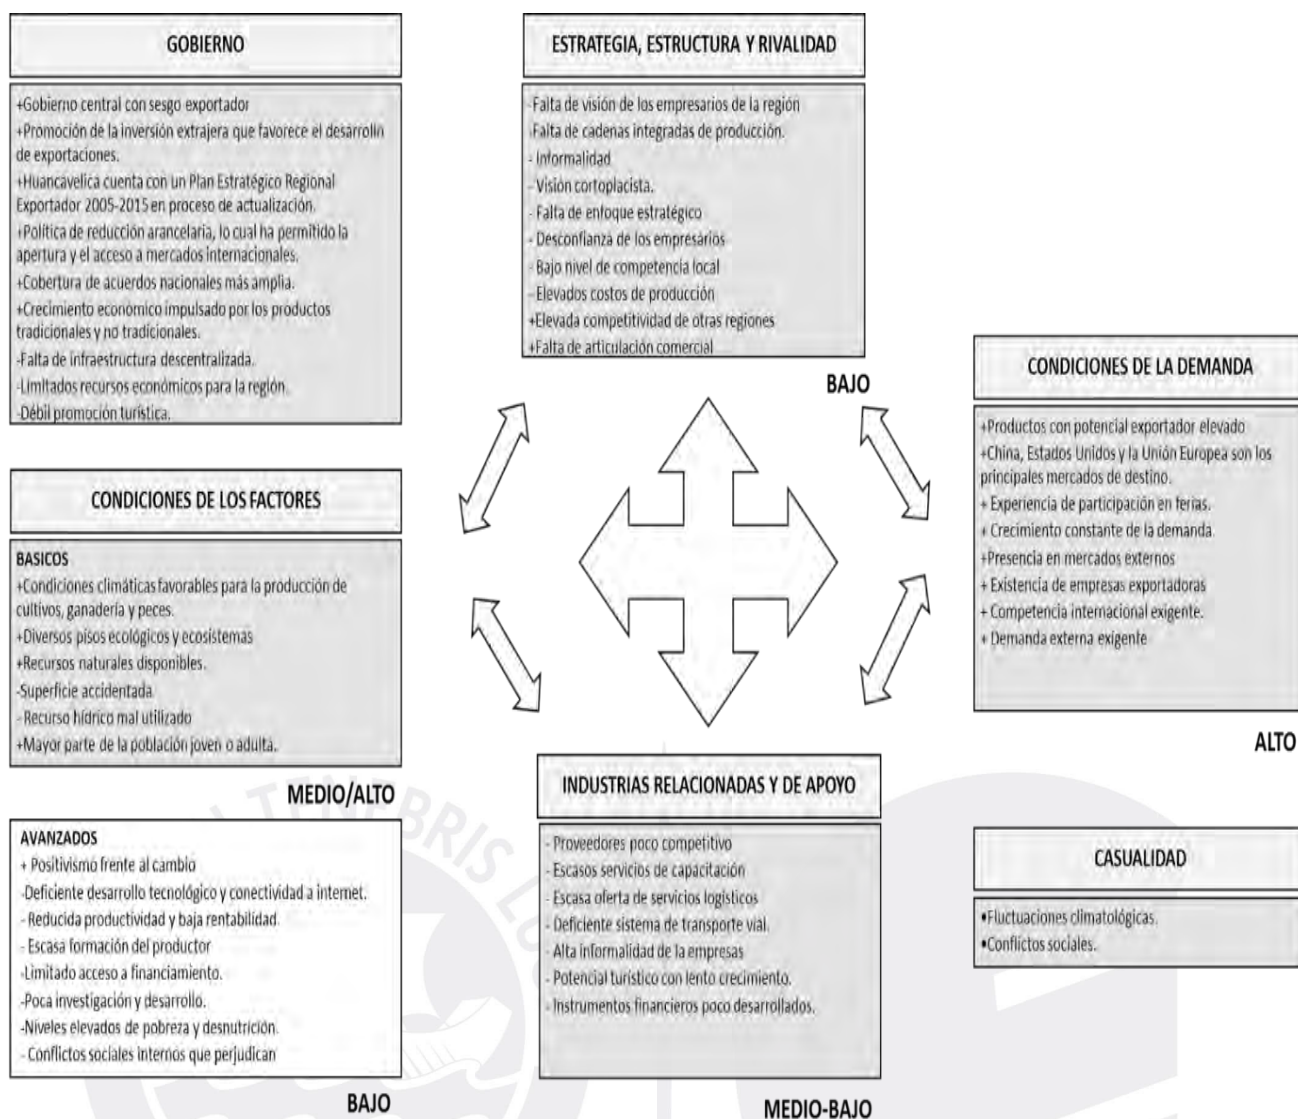 GOBIERNO
+Gobierno central con sesgo exportador
+Promoción de la inversión extrajera que favorece el desarrolln
de exportaciones.
+Huancavelica cuenta con un Plan Estratégico Regional
Exportador 2005-2015 en proceso de actualización.
+Política de reducción arancelaria, lo cual ha permitido la
apertura y el acceso a mercados internacionales.
+Cobertura de acuerdos nacionales más amplia.
+Crecimiento económico impulsado por los productos
tradicionales y no tradicionales.
-Falta de infraestructura descentralizada.
-Limitados recursos económicos para la región.
-Débil promoción turística.
ESTRATEGIA, ESTRUCTURA Y RIVALIDAD
-Falta de visión de los empresarios de la región
-Falta de cadenas integradas de producción.
- Informalidad
- Visión cortoplacista.
- Falta de enfoque estratégico
- Desconfianza de los empresarios
- Bajo nivel de competencia local
- Elevados costos de producción
+Elevada competitividad de otras regiones
+Falta de articulación comercial
BAJO
CONDICIONES DE LA DEMANDA
+Productos con potencial exportador elevado
+China, Estados Unidos y la Unión Europea son los
principales mercados de destino.
+ Experiencia de participación en ferias.
+ Crecimiento constante de la demanda.
+Presencia en mercados externos
+ Existencia de empresas exportadoras
+ Competencia internacional exigente.
+ Demanda externa exigente
ALTO
CONDICIONES DE LOS FACTORES
BASICOS
+Condiciones climáticas favorables para la producción de
cultivos, ganadería y peces.
+Diversos pisos ecológicos y ecosistemas
+Recursos naturales disponibles.
-Superficie accidentada
- Recurso hídrico mal utilizado
+Mayor parte de la población joven o adulta.
MEDIO/ALTO
AVANZADOS
+ Positivismo frente al cambio
-Deficiente desarrollo tecnológico y conectividad a internet.
- Reducida productividad y baja rentabilidad.
- Escasa formación del productor
-Limitado acceso a financiamiento.
-Poca investigación y desarrollo.
-Niveles elevados de pobreza y desnutrición.
- Conflictos sociales internos que perjudican
BAJO
INDUSTRIAS RELACIONADAS Y DE APOYO
- Proveedores poco competitivo
- Escasos servicios de capacitación
- Escasa oferta de servicios logísticos
- Deficiente sistema de transporte vial.
- Alta informalidad de la empresas
- Potencial turístico con lento crecimiento.
- Instrumentos financieros poco desarrollados.
MEDIO-BAJO
CASUALIDAD
•Fluctuaciones climatológicas.
•Conflictos sociales.
TENEBRIS